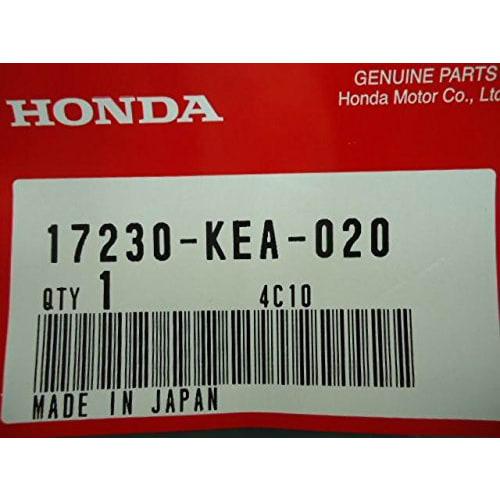 GENUINE PARTS
HONDA
Honda Motor Co., Ltd
17230-KEA-020
QTY 1 4C10
MADE IN JAPAN